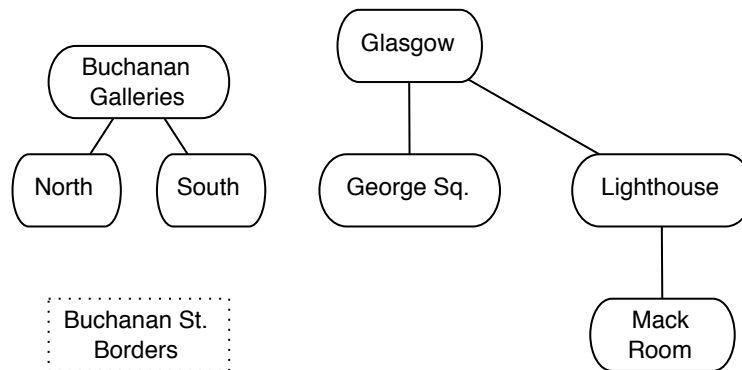 Glasgow
Buchanan
Galleries
North
South
George Sq.
Lighthouse
Buchanan St.
Borders
Mack
Room